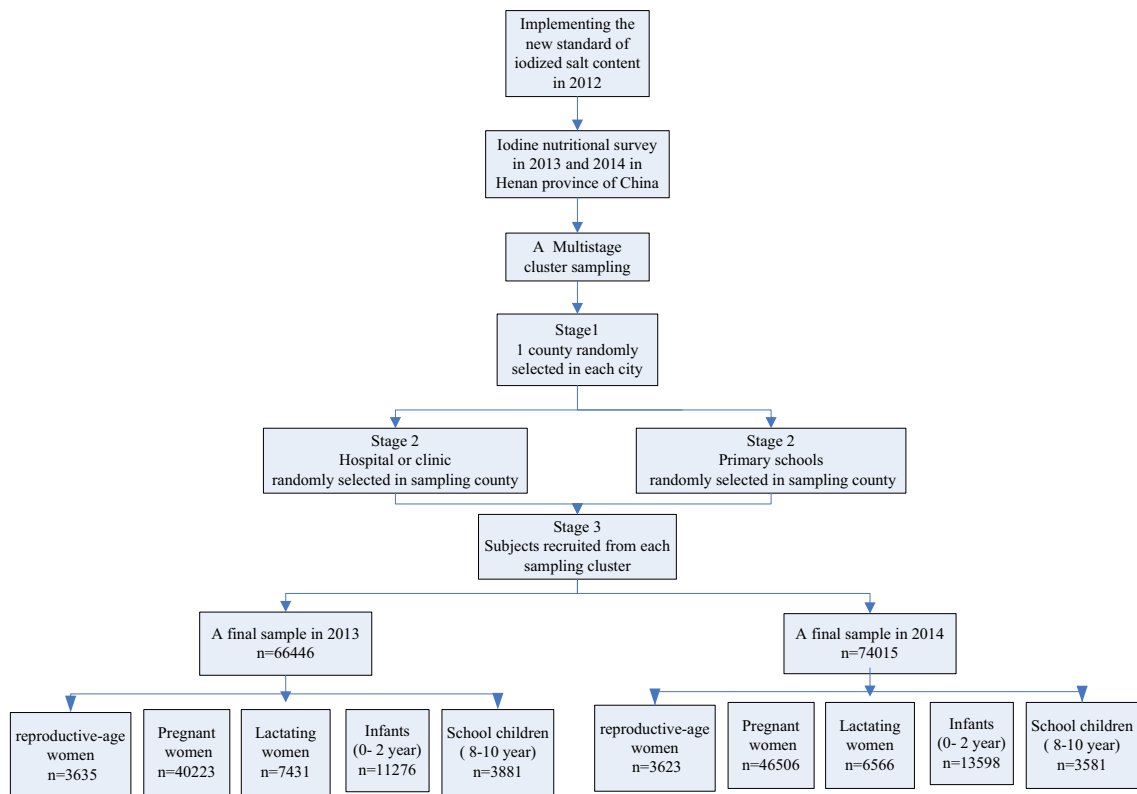 Implementing the
new standard of
iodized salt content
in 2012
Iodine nutritional survey
in 2013 and 2014 in
Henan province of China
A Multistage
cluster sampling
Stage1
1 county randomly
selected in each city
Stage 2
Hospital or clinic
randomly selected in sampling county
Stage 2
Primary schools
randomly selected in sampling county
Stage 3
Subjects recruited from each
sampling cluster
A final sample in 2013
n=66446
A final sample in 2014
n=74015
reproductive-age
women
n=3635
Pregnant
women
n=40223
Lactating
women
n=7431
Infants
(0- 2 year)
n=11276
School children
( 8-10 year)
n=3881
reproductive-age
women
n=3623
Pregnant
women
n=46506
Lactating
women
n=6566
Infants
(0- 2 year)
n=13598
School children
( 8-10 year)
n=3581